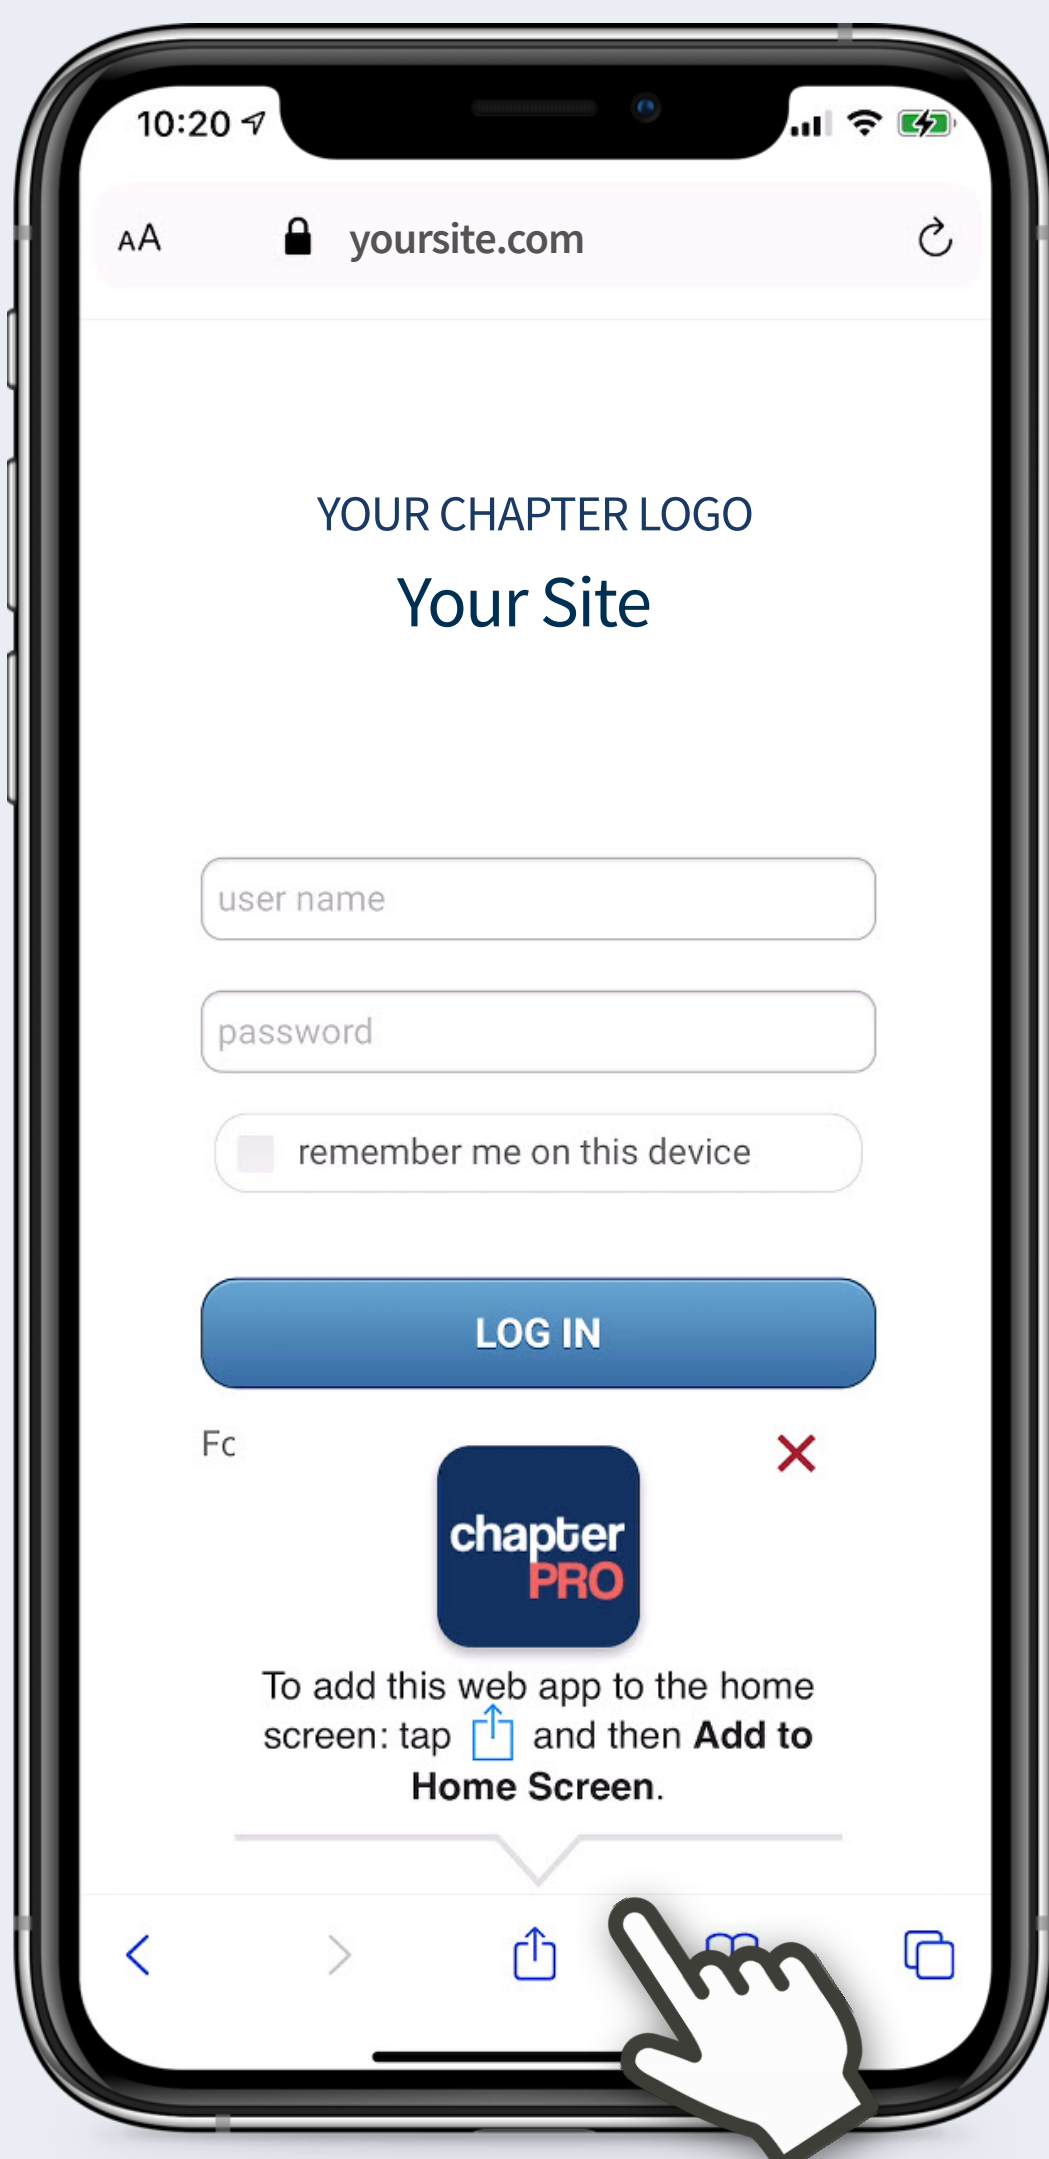 10:20
AA yoursite.com
YOUR CHAPTER LOGO
Your Site
user name
password
remember me on this device
LOG IN
Fc
chapter
PRO
To add this web app to the home
screen: tap and then Add to
Home Screen.